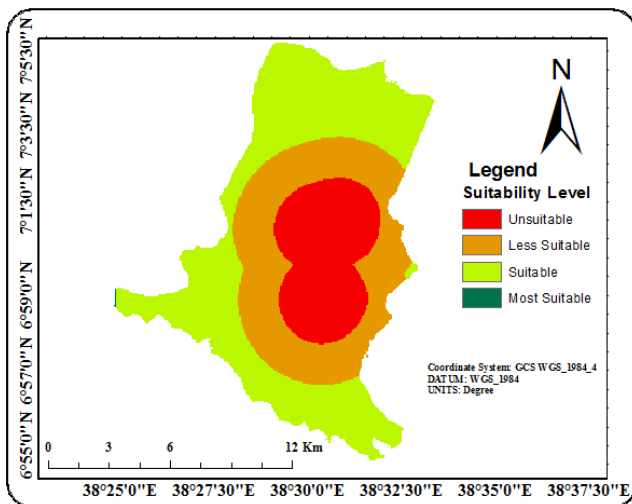 7°5'30"N
7°3'30"N
7°1'30"N
6°59'0"N
6°57'0"N
6°55'0"N
N
Legend
Suitability Level
Unsuitable
Less Suitable
Suitable
Most Suitable
Coordinate System: GCS WGS_1984_4
DATUM: WGS_1984
UNITS: Degree
0 3 6 12 Km
38°25'0"E 38°27'30"E 38°30'0"E 38°32'30"E 38°35'0"E 38°37'30"E